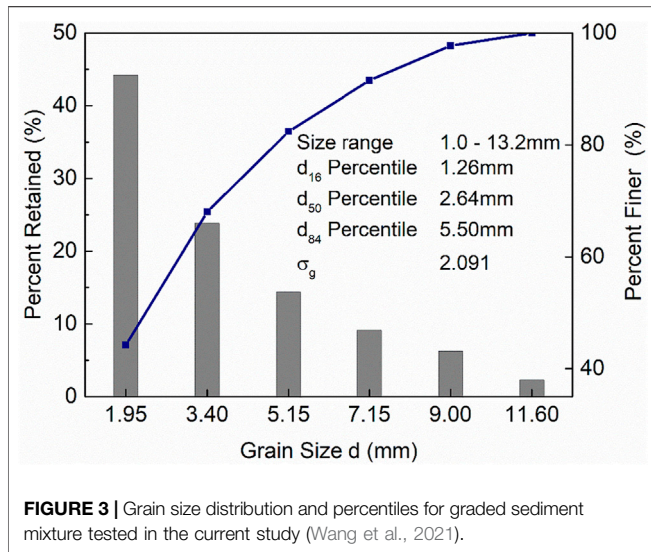 50
40
30
20
10
0
Percent Retained (%)
Size range 1.0 - 13.2mm
d16 Percentile 1.26mm
d50 Percentile 2.64mm
d84 Percentile 5.50mm
σg 2.091
100
80
60
40
Percent Finer (%)
1.95 3.40 5.15 7.15 9.00 11.60
Grain Size d (mm)
FIGURE 3 | Grain size distribution and percentiles for graded sediment
mixture tested in the current study (Wang et al., 2021).